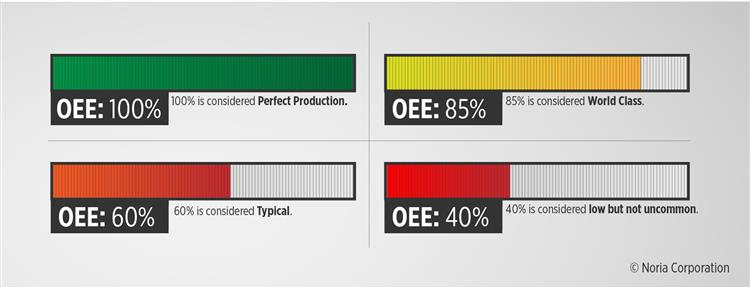 OEE: 100%
100% is considered Perfect Production.
OEE: 85%
85% is considered World Class.
OEE: 60%
60% is considered Typical.
OEE: 40%
40% is considered low but not uncommon.
© Noria Corporation